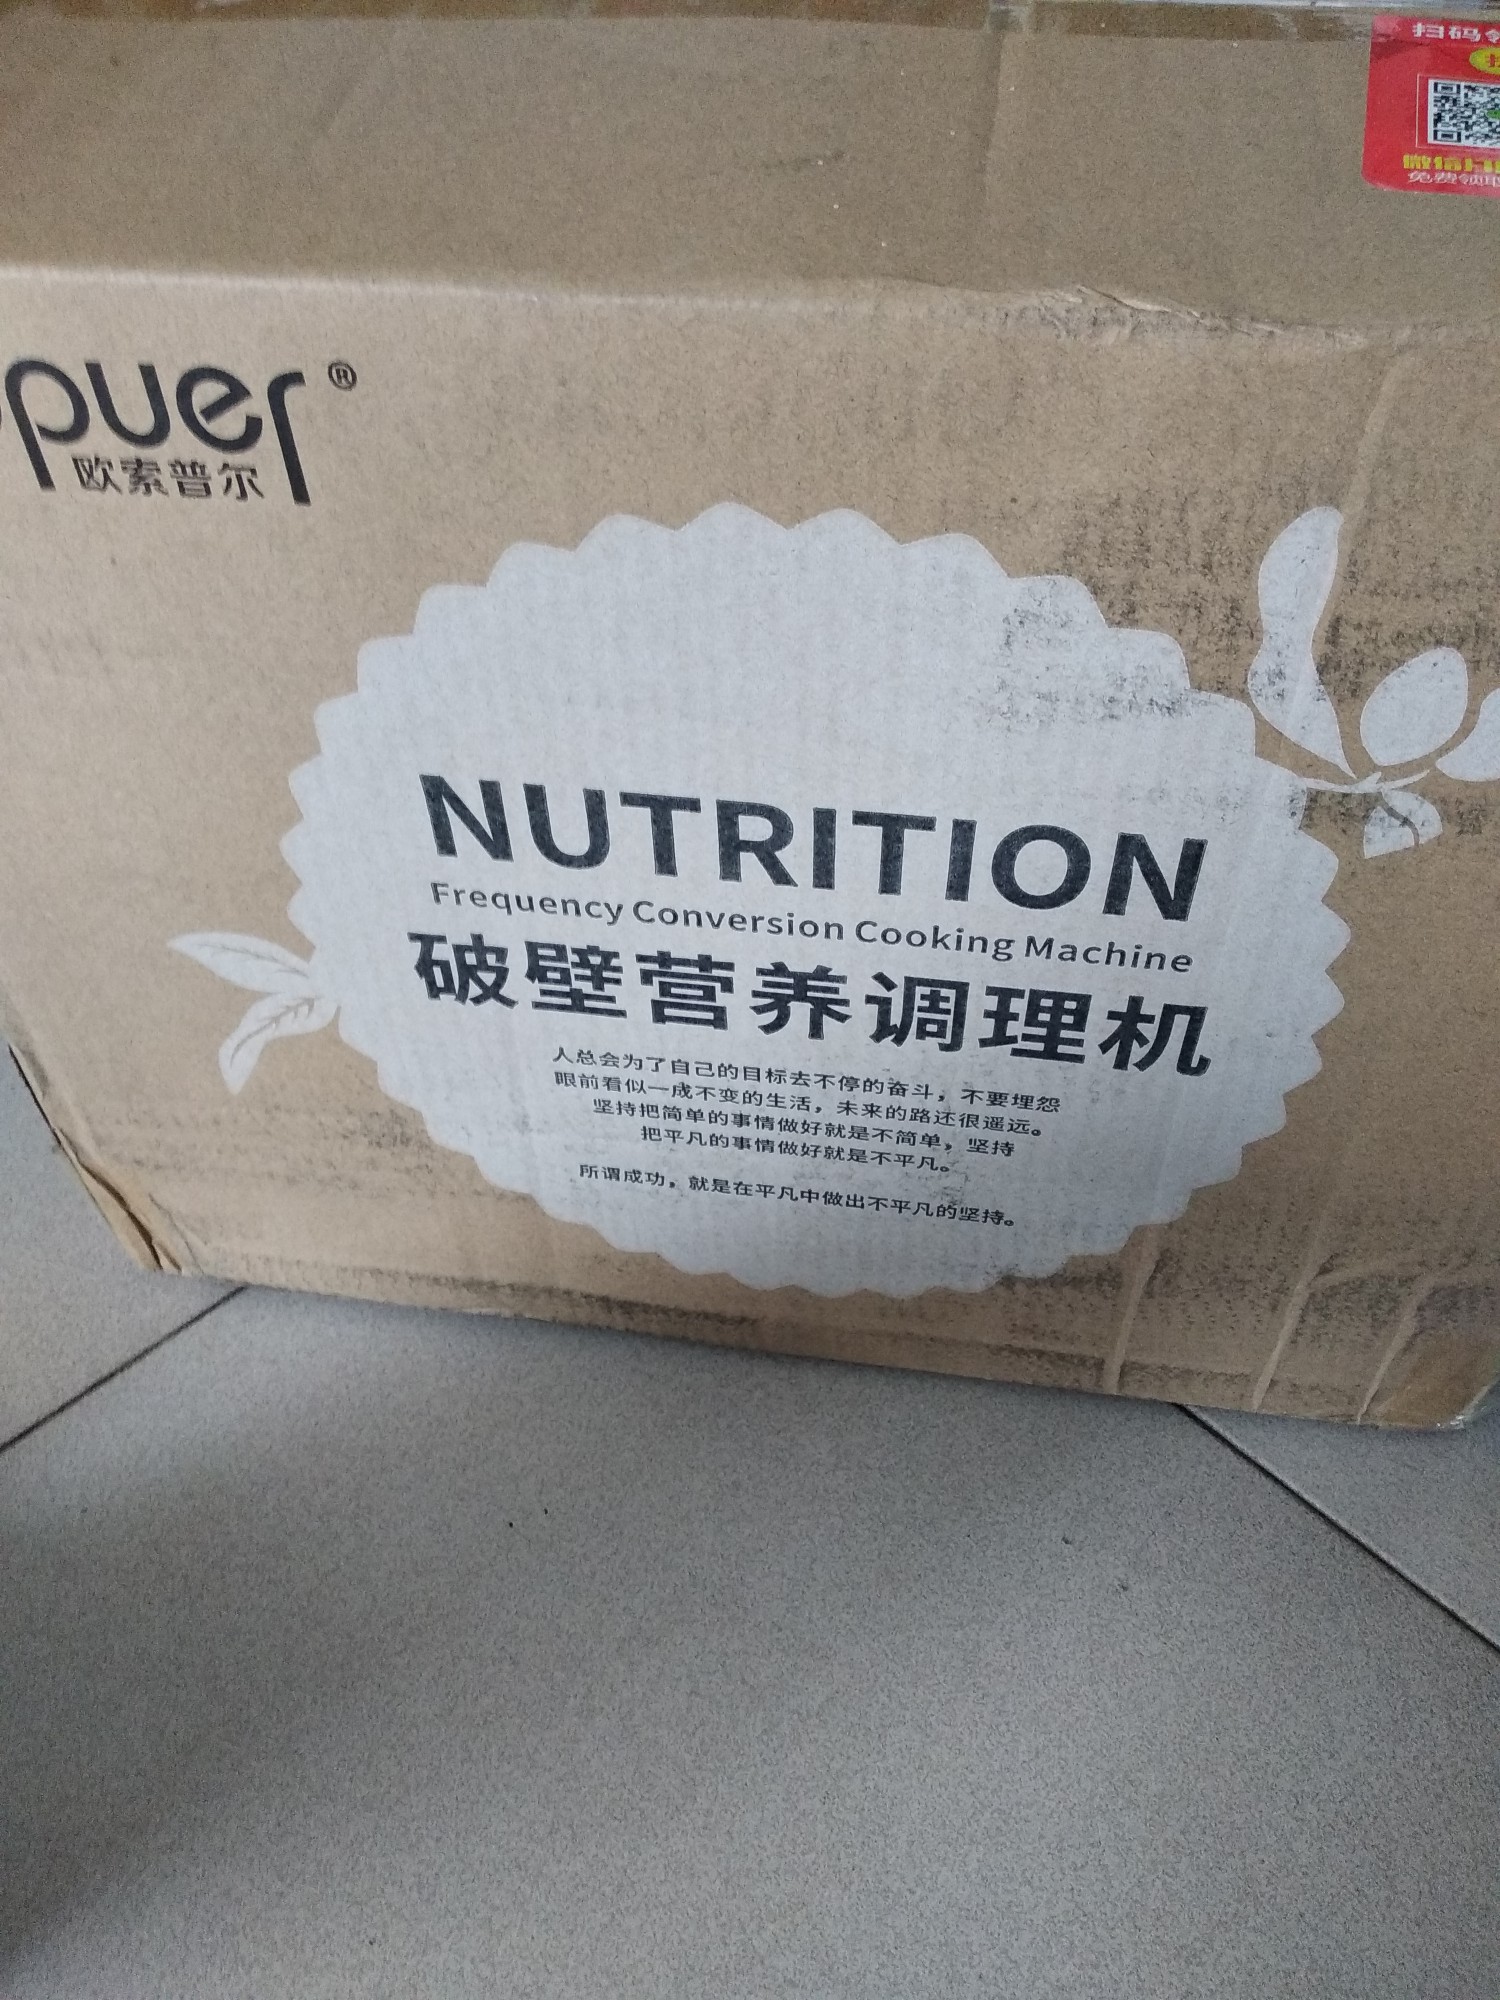 扫码
微信扫
免费领取
puer®
欧索普尔
NUTRITION
Frequency Conversion Cooking Machine
破壁营养调理机
人总会为了自己的目标去不停的奋斗，不要埋怨
眼前看似一成不变的生活，未来的路还很遥远。
坚持把简单的事情做好就是不简单，坚持
把平凡的事情做好就是不平凡。
所谓成功，就是在平凡中做出不平凡的坚持。